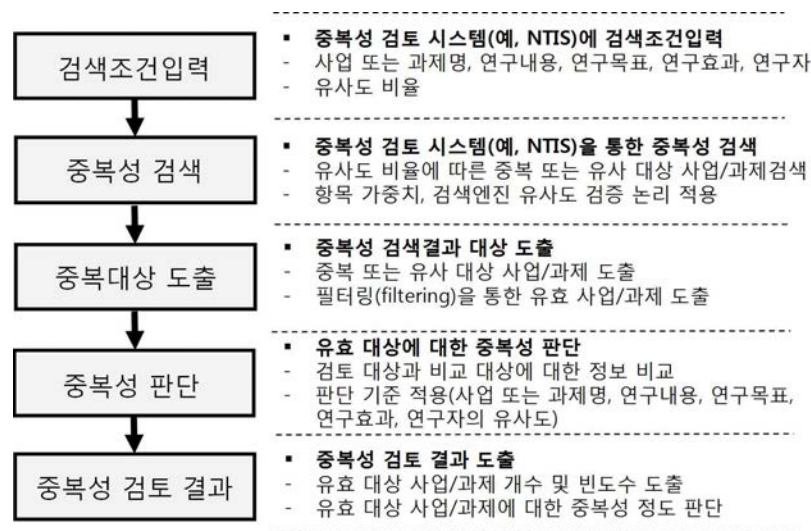 검색조건입력
▪ 중복성 검토 시스템(예, NTIS)에 검색조건입력
- 사업 또는 과제명, 연구내용, 연구목표, 연구효과, 연구자
- 유사도 비율
중복성 검색
▪ 중복성 검토 시스템(예, NTIS)을 통한 중복성 검색
- 유사도 비율에 따른 중복 또는 유사 대상 사업/과제검색
- 항목 가중치, 검색엔진 유사도 검증 논리 적용
중복대상 도출
▪ 중복성 검색결과 대상 도출
- 중복 또는 유사 대상 사업/과제 도출
- 필터링(filtering)을 통한 유효 사업/과제 도출
중복성 판단
▪ 유효 대상에 대한 중복성 판단
- 검토 대상과 비교 대상에 대한 정보 비교
- 판단 기준 적용(사업 또는 과제명, 연구내용, 연구목표,
연구효과, 연구자의 유사도)
중복성 검토 결과
▪ 중복성 검토 결과 도출
- 유효 대상 사업/과제 개수 및 빈도수 도출
- 유효 대상 사업/과제에 대한 중복성 정도 판단